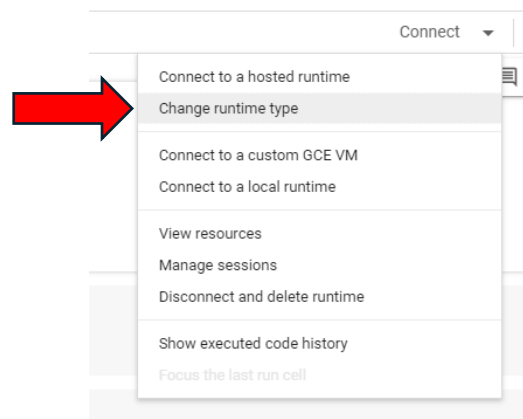 Connect
Connect to a hosted runtime
Change runtime type
Connect to a custom GCE VM
Connect to a local runtime
View resources
Manage sessions
Disconnect and delete runtime
Show executed code history
Focus the last run cell